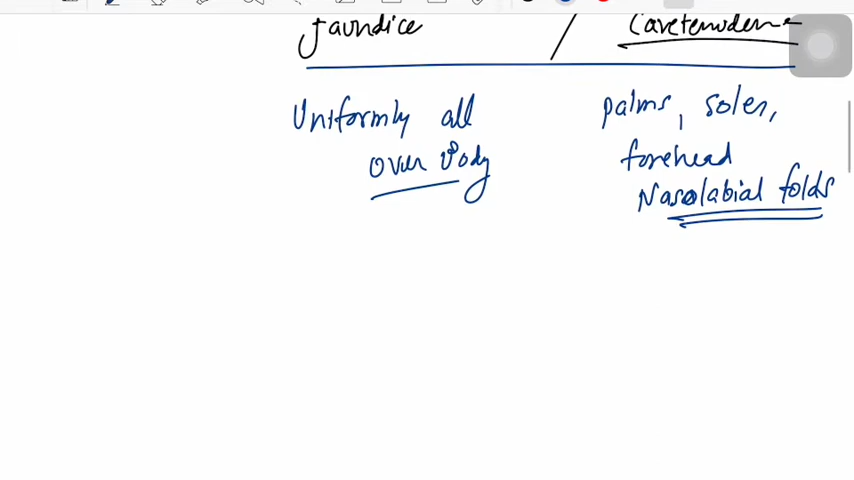 Jaundice / Carotenoderma
Uniformly all
over body
palms, soles,
forehead
Nasolabial folds